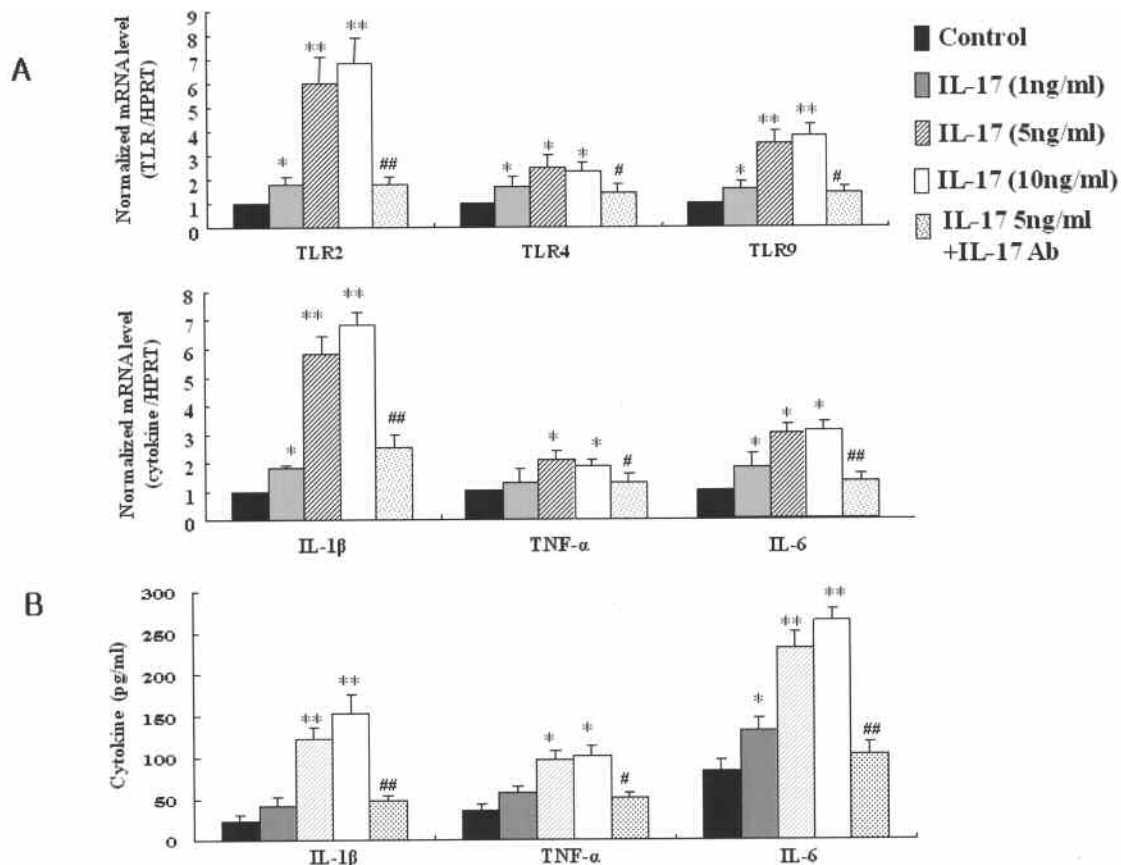 A
Normalized mRNA level
(TLR /HPRT)
9
8
7
6
5
4
3
2
1
0
** **
*
##
* * *
#
** **
*
#
TLR2 TLR4 TLR9
Control
IL-17 (1ng/ml)
IL-17 (5ng/ml)
IL-17 (10ng/ml)
IL-17 5ng/ml
+IL-17 Ab
Normalized mRNA level
(cytokine /HPRT)
8
7
6
5
4
3
2
1
0
** **
*
##
* *
#
* * *
##
IL-1β TNF-α IL-6
B
Cytokine (pg/ml)
300
250
200
150
100
50
0
** **
##
* *
#
*
** **
##
IL-1β TNF-α IL-6